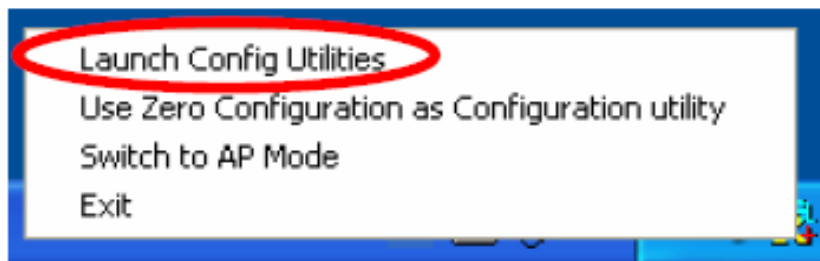 Launch Config Utilities
Use Zero Configuration as Configuration utility
Switch to AP Mode
Exit